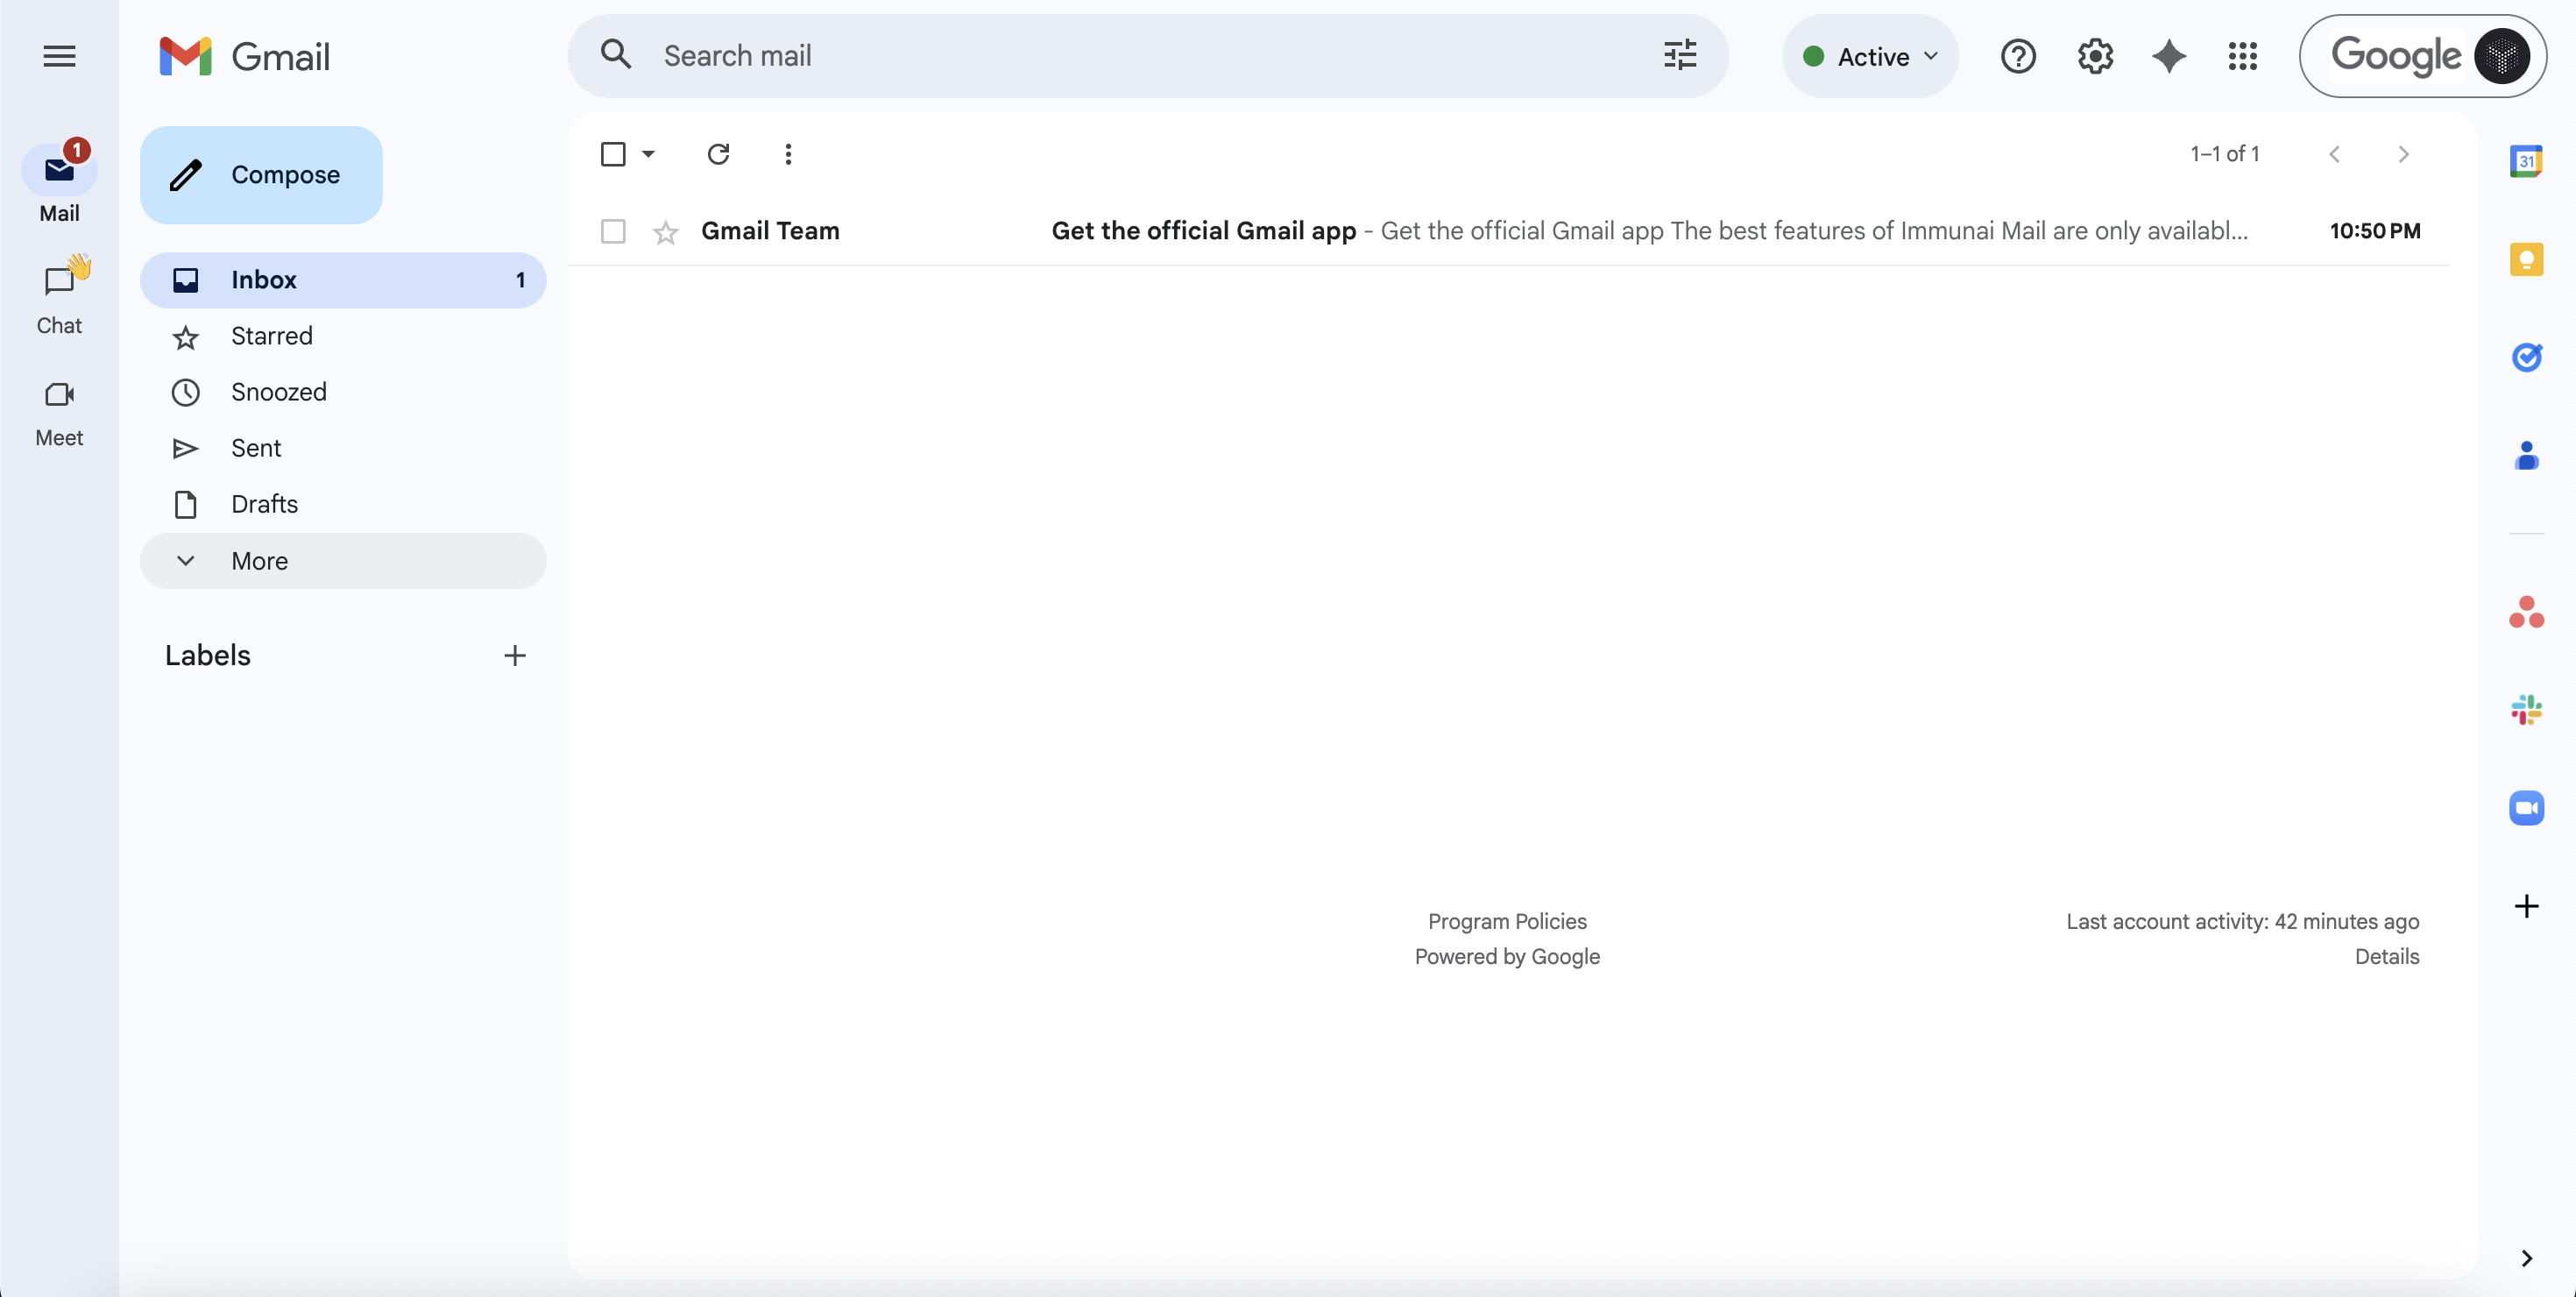 Gmail
Search mail
Active
Google
1
Mail
Chat
Meet
Compose
Inbox 1
Starred
Snoozed
Sent
Drafts
More
Labels
1–1 of 1
Gmail Team Get the official Gmail app - Get the official Gmail app The best features of Immunai Mail are only availabl... 10:50 PM
Program Policies
Powered by Google
Last account activity: 42 minutes ago
Details
31